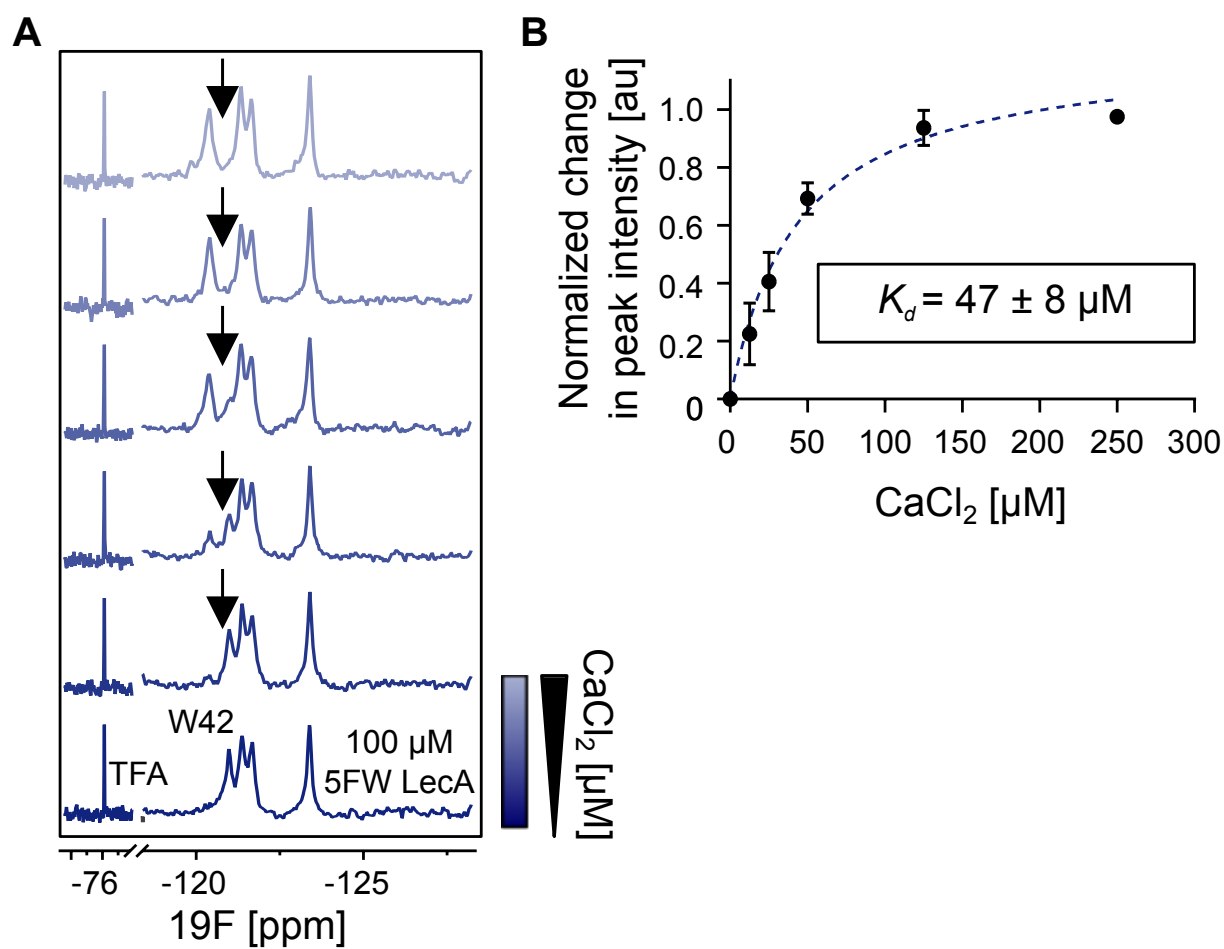 A
W42
TFA
100 µM
5FW LecA
CaCl2 [µM]
-76
-120
-125
19F [ppm]
B
Normalized change
in peak intensity [au]
1.0
0.8
0.6
0.4
0.2
0
Kd = 47 ± 8 µM
0
50
100
150
200
250
300
CaCl2 [µM]